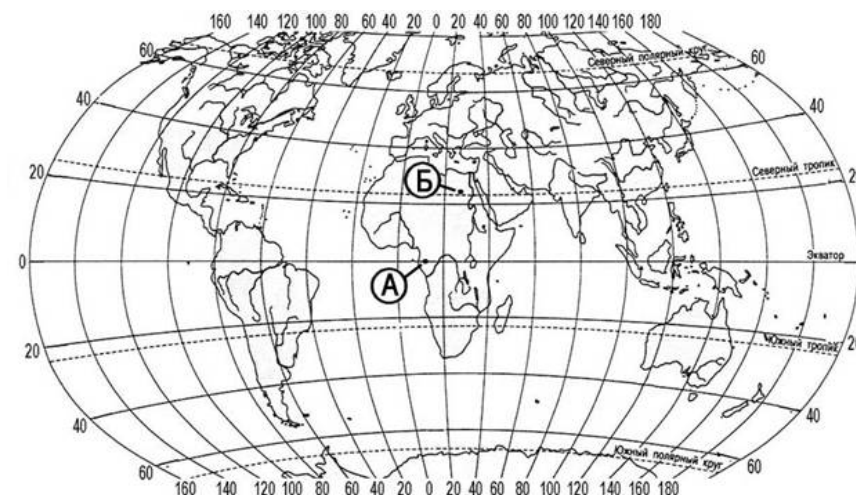 160 140 120 100 80 60 40 20 0 20 40 60 80 100 120 140 160 180
60 Северный полярный круг 60
40 40
Северный тропик
20 Б 20
0 Экватор 0
А
20 Южный тропик 20
40 40
60 Южный полярный круг 60
160 140 120 100 80 60 40 20 0 20 40 60 80 100 120 140 160 180